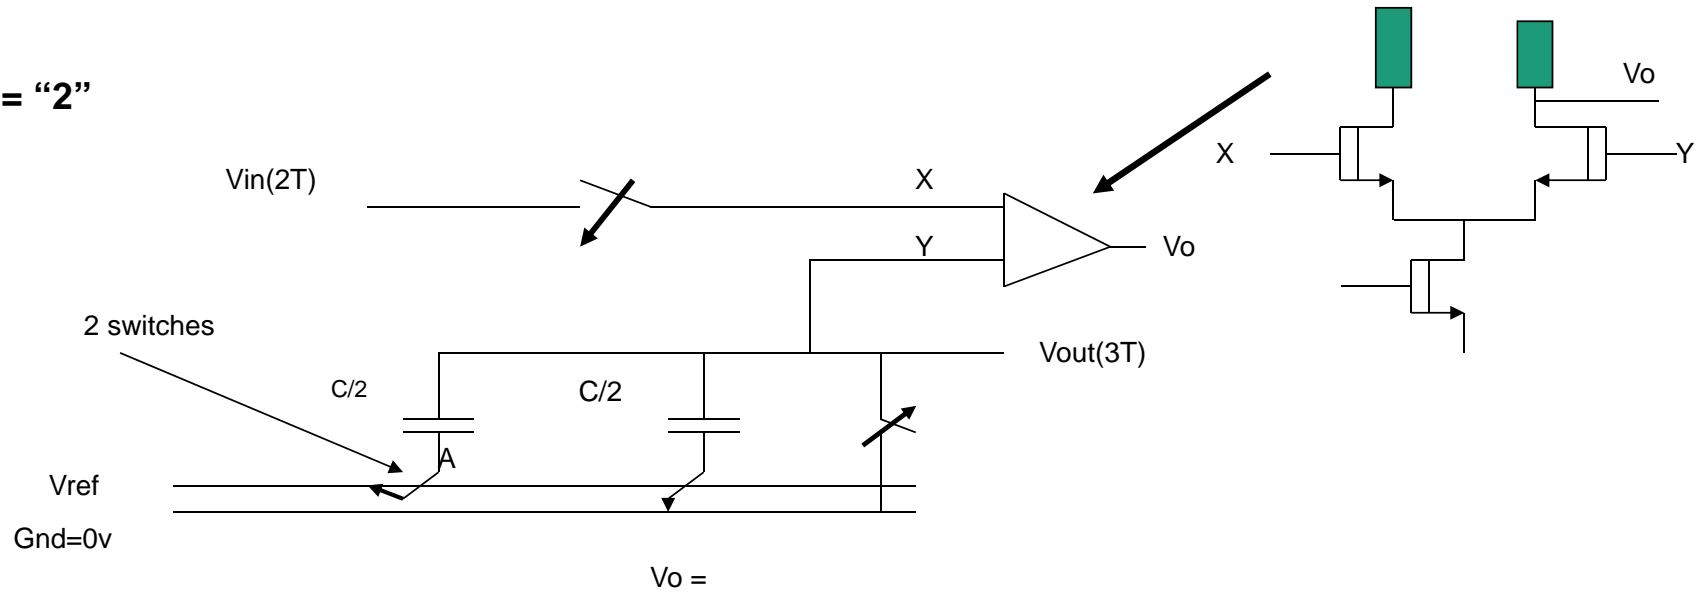 = “2”
Vo
X
Y
Vin(2T)
X
Y
Vo
2 switches
Vout(3T)
C/2
C/2
A
Vref
Gnd=0v
Vo =